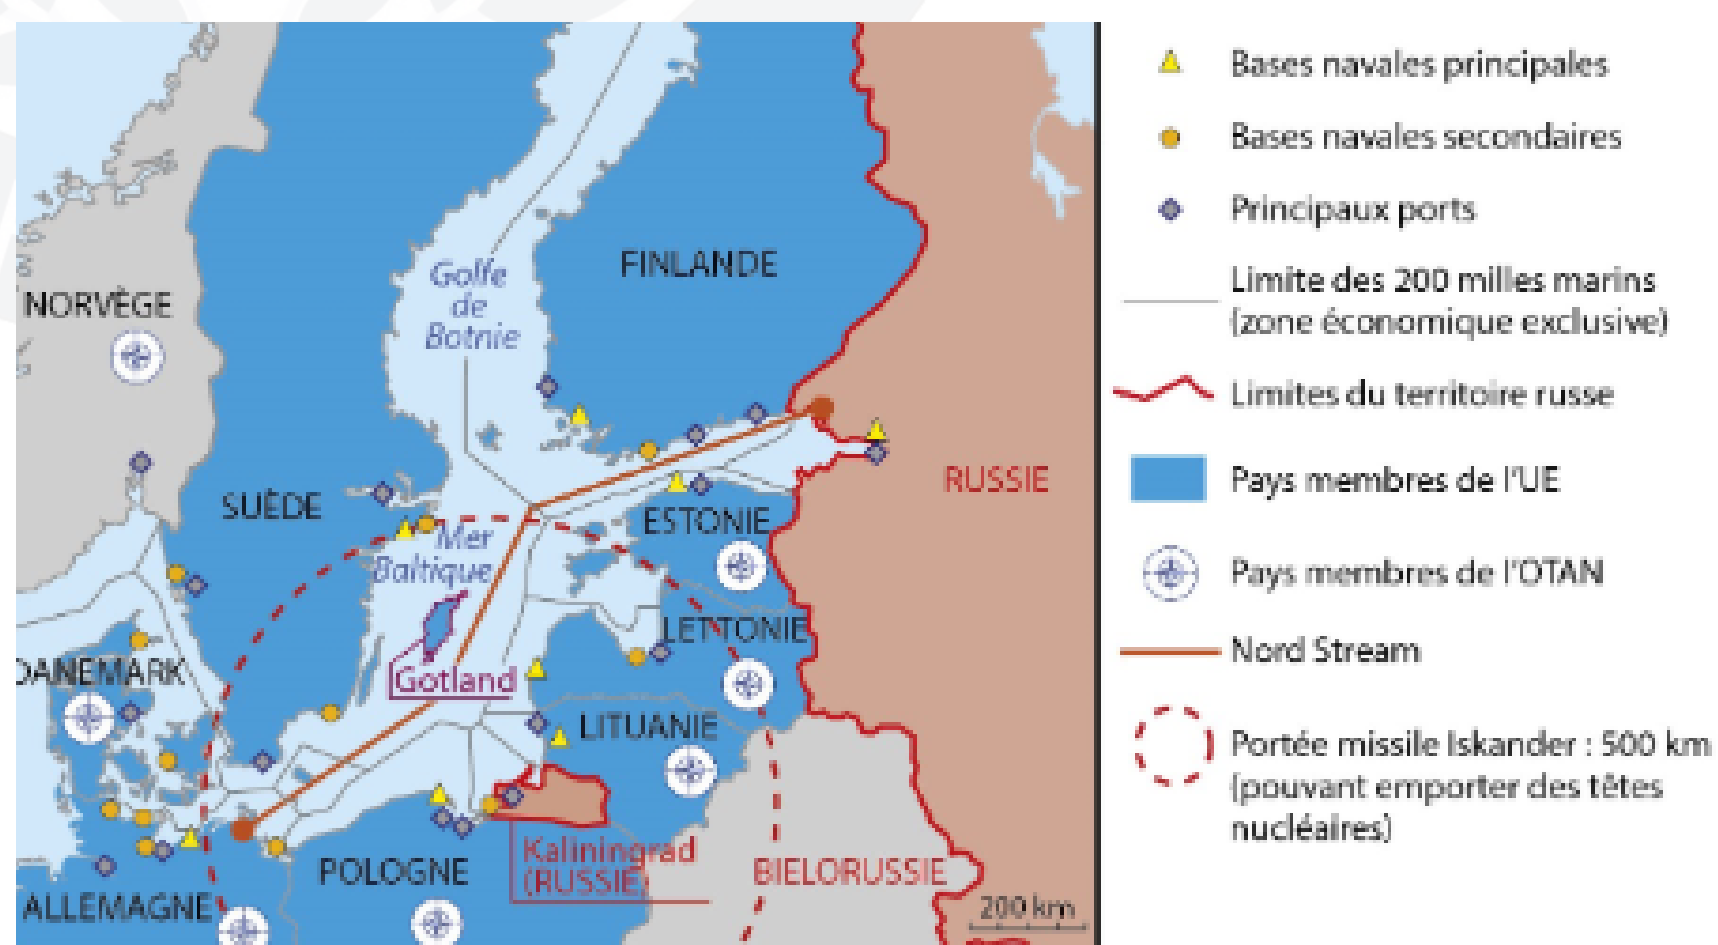 NORVÈGE
FINLANDE
Golfe
de
Botnie
SUÈDE
Mer
Baltique
ESTONIE
RUSSIE
LETTONIE
DANEMARK
Gotland
LITUANIE
Kaliningrad
(RUSSIE)
POLOGNE
BIELORUSSIE
ALLEMAGNE
200 km
Bases navales principales
Bases navales secondaires
Principaux ports
Limite des 200 milles marins
(zone économique exclusive)
Limites du territoire russe
Pays membres de l'UE
Pays membres de l'OTAN
Nord Stream
Portée missile Iskander : 500 km
(pouvant emporter des têtes
nucléaires)